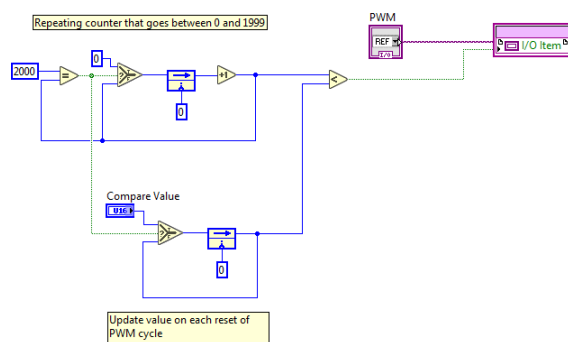 Repeating counter that goes between 0 and 1999
PWM
REF
I/O
I/O Item
0
2000
=
?
+1
<
0
Compare Value
U16
?
0
Update value on each reset of
PWM cycle